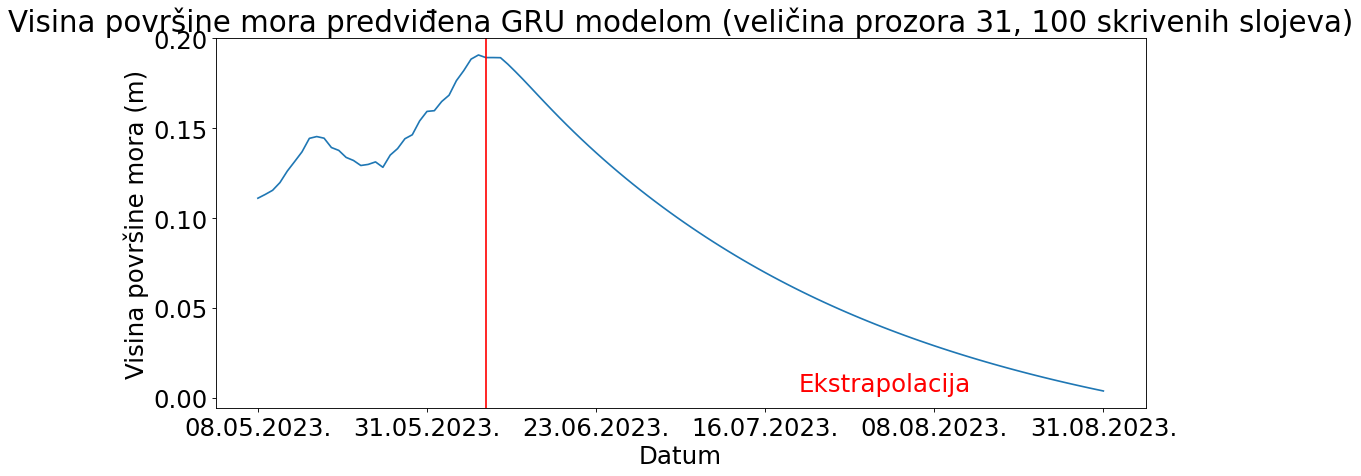 Visina površine mora predviđena GRU modelom (veličina prozora 31, 100 skrivenih slojeva)
Visina površine mora (m)
0.20
0.15
0.10
0.05
0.00
Ekstrapolacija
08.05.2023.
31.05.2023.
23.06.2023.
16.07.2023.
08.08.2023.
31.08.2023.
Datum